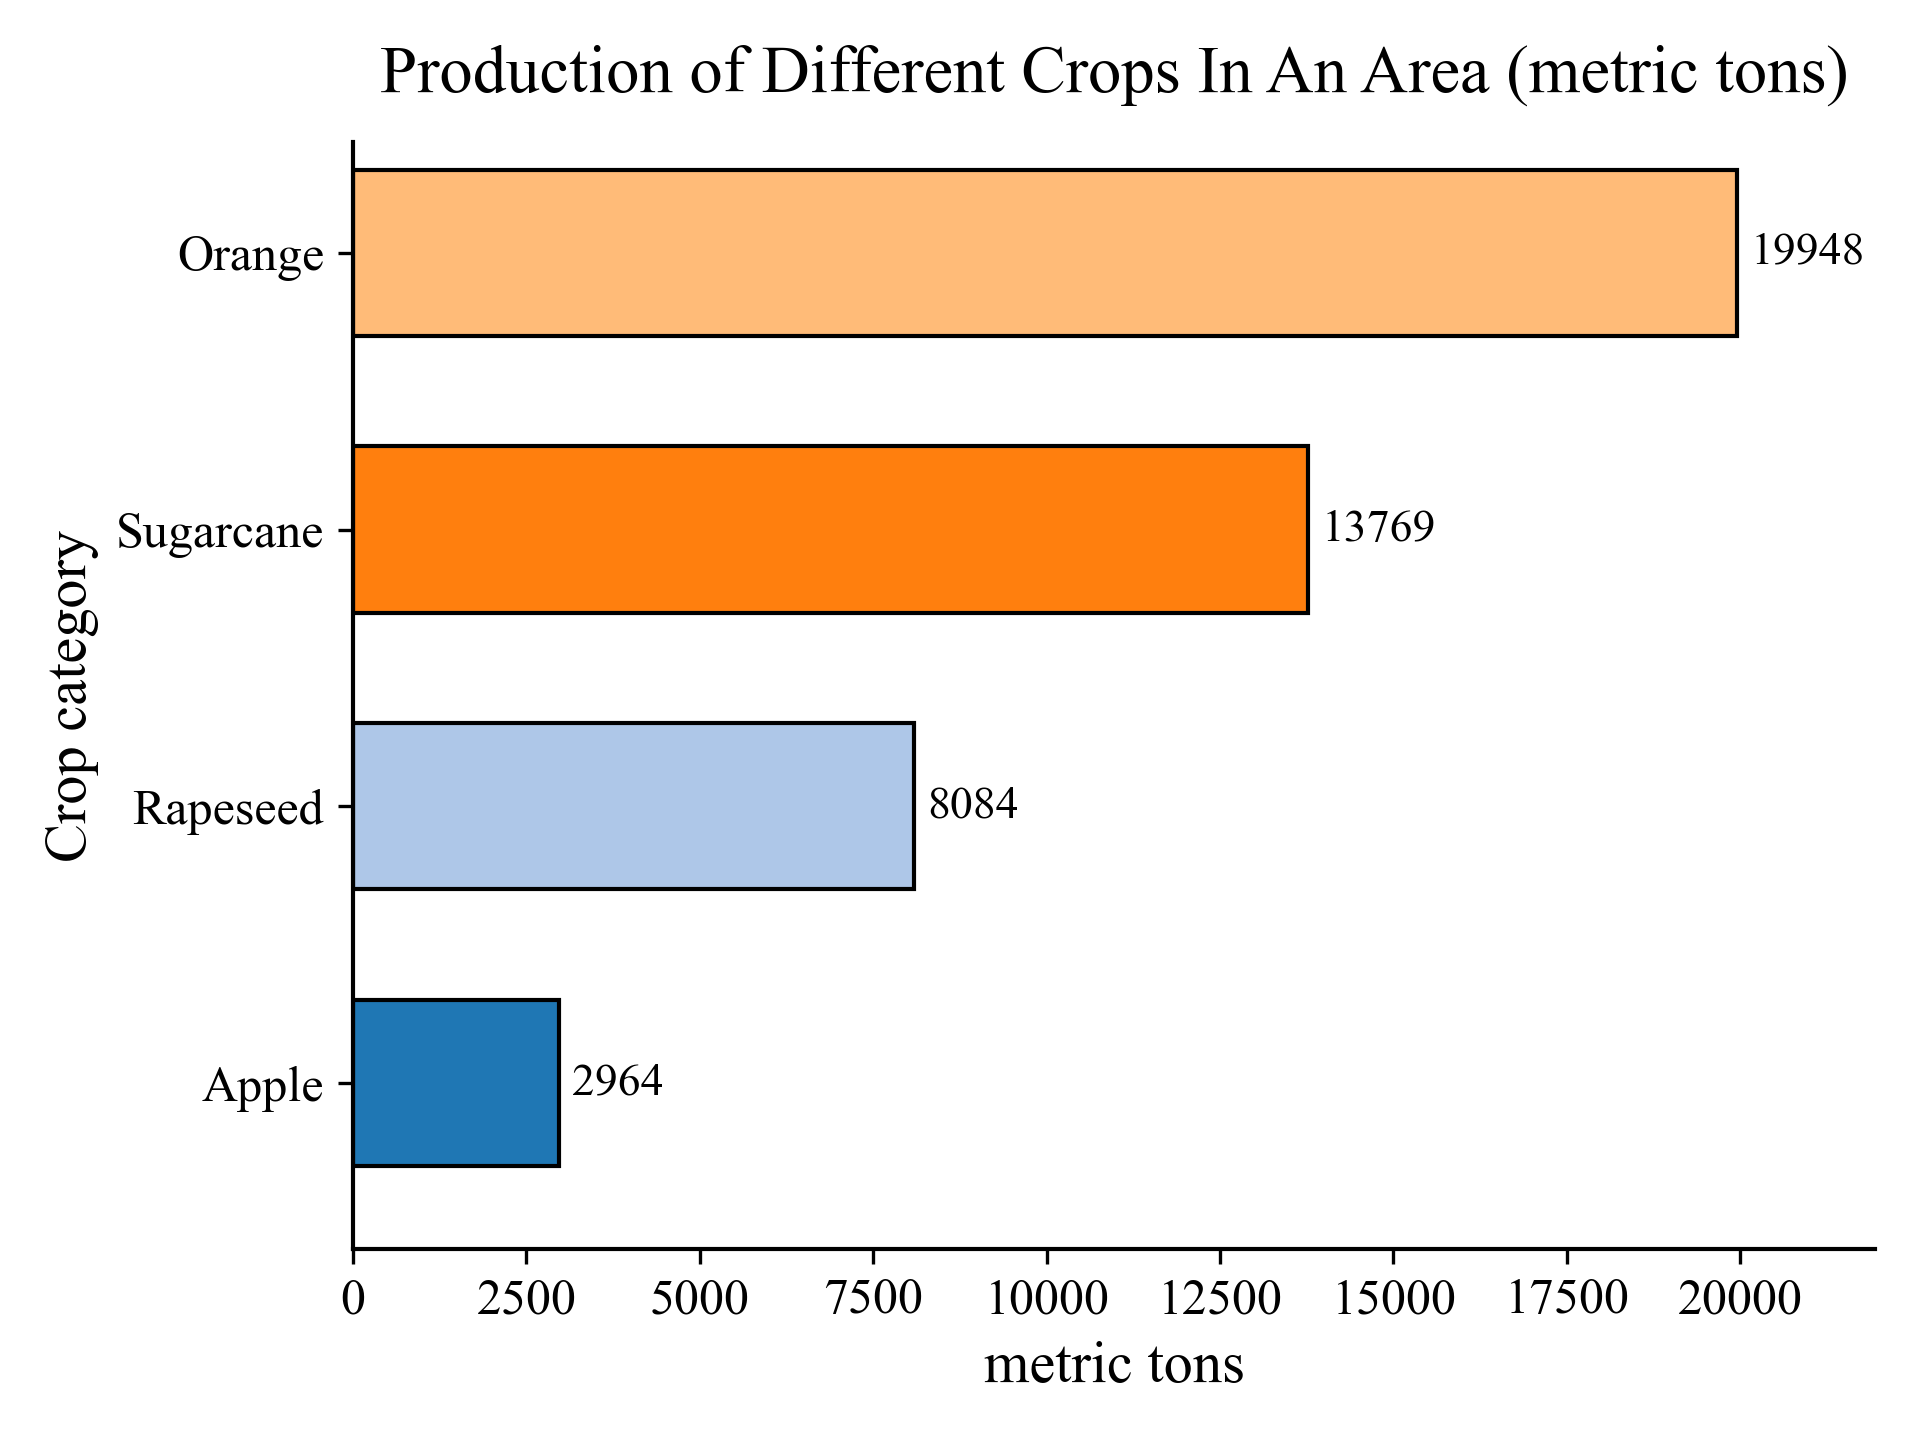 Production of Different Crops In An Area (metric tons)
Orange
19948
Sugarcane
13769
Rapeseed
8084
Apple
2964
Crop category
0 2500 5000 7500 10000 12500 15000 17500 20000
metric tons